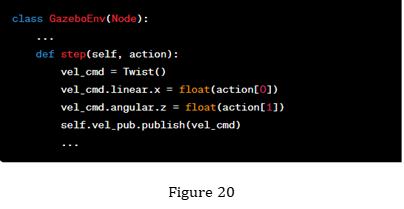 class GazeboEnv(Node):
...
def step(self, action):
vel_cmd = Twist()
vel_cmd.linear.x = float(action[0])
vel_cmd.angular.z = float(action[1])
self.vel_pub.publish(vel_cmd)
...
Figure 20